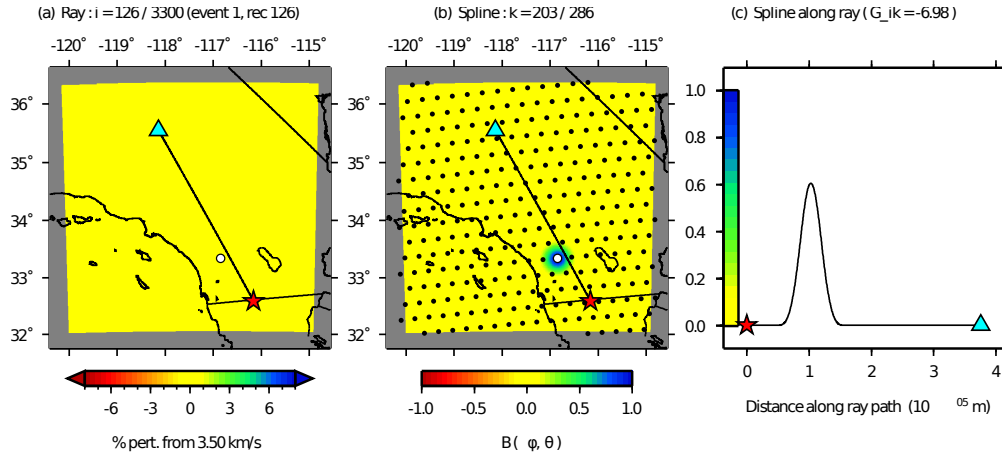 (a) Ray : i = 126 / 3300 (event 1, rec 126)
(b) Spline : k = 203 / 286
(c) Spline along ray ( G_ik = -6.98 )
-120° -119° -118° -117° -116° -115°
-120° -119° -118° -117° -116° -115°
36°
35°
34°
33°
32°
36°
35°
34°
33°
32°
1.0
0.8
0.6
0.4
0.2
0.0
0 1 2 3 4
-6 -3 0 3 6
-1.0 -0.5 0.0 0.5 1.0
Distance along ray path (10 05 m)
% pert. from 3.50 km/s
B ( φ, θ )